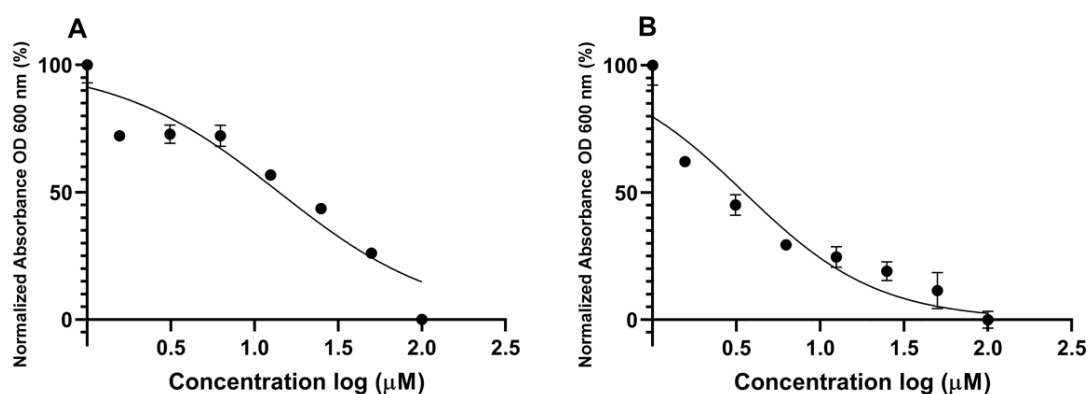 A
Normalized Absorbance OD 600 nm (%)
100
50
0
0.5 1.0 1.5 2.0 2.5
Concentration log (μM)
B
Normalized Absorbance OD 600 nm (%)
100
50
0
0.5 1.0 1.5 2.0 2.5
Concentration log (μM)